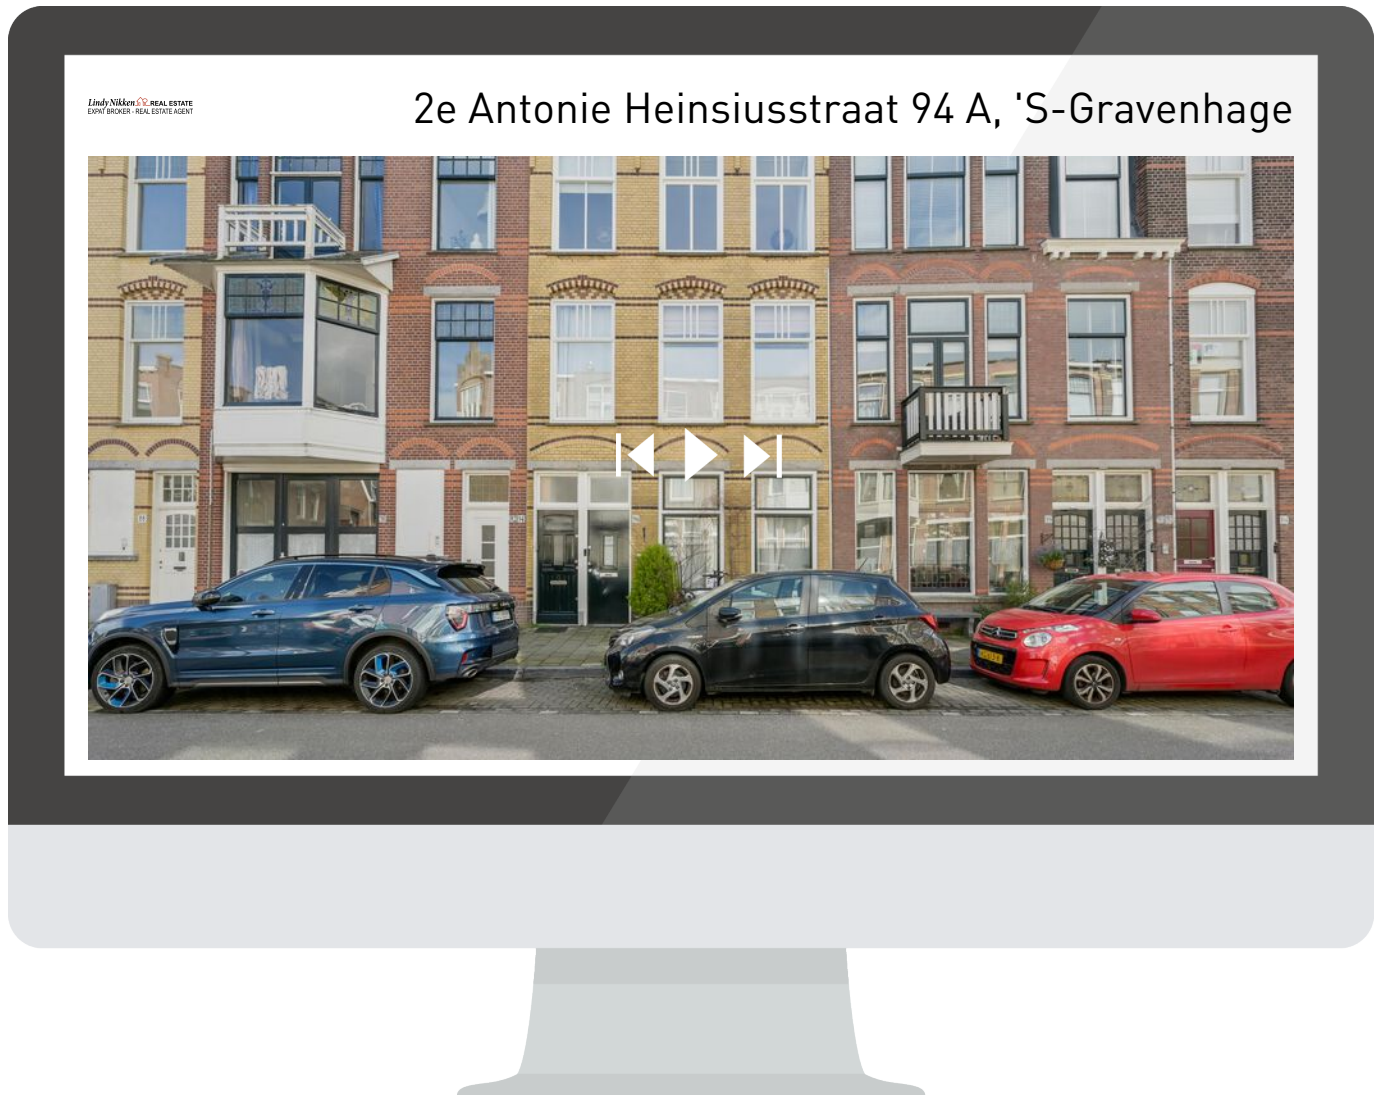 Lindy Nikken REAL ESTATE
EXPAT BROKER - REAL ESTATE AGENT
2e Antonie Heinsiusstraat 94 A, 'S-Gravenhage